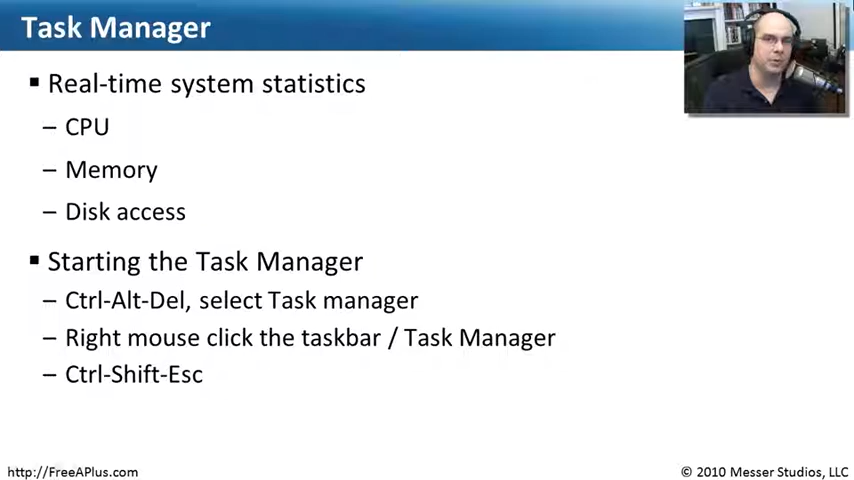 Task Manager
▪ Real-time system statistics
– CPU
– Memory
– Disk access
▪ Starting the Task Manager
– Ctrl-Alt-Del, select Task manager
– Right mouse click the taskbar / Task Manager
– Ctrl-Shift-Esc
http://FreeAPlus.com
© 2010 Messer Studios, LLC